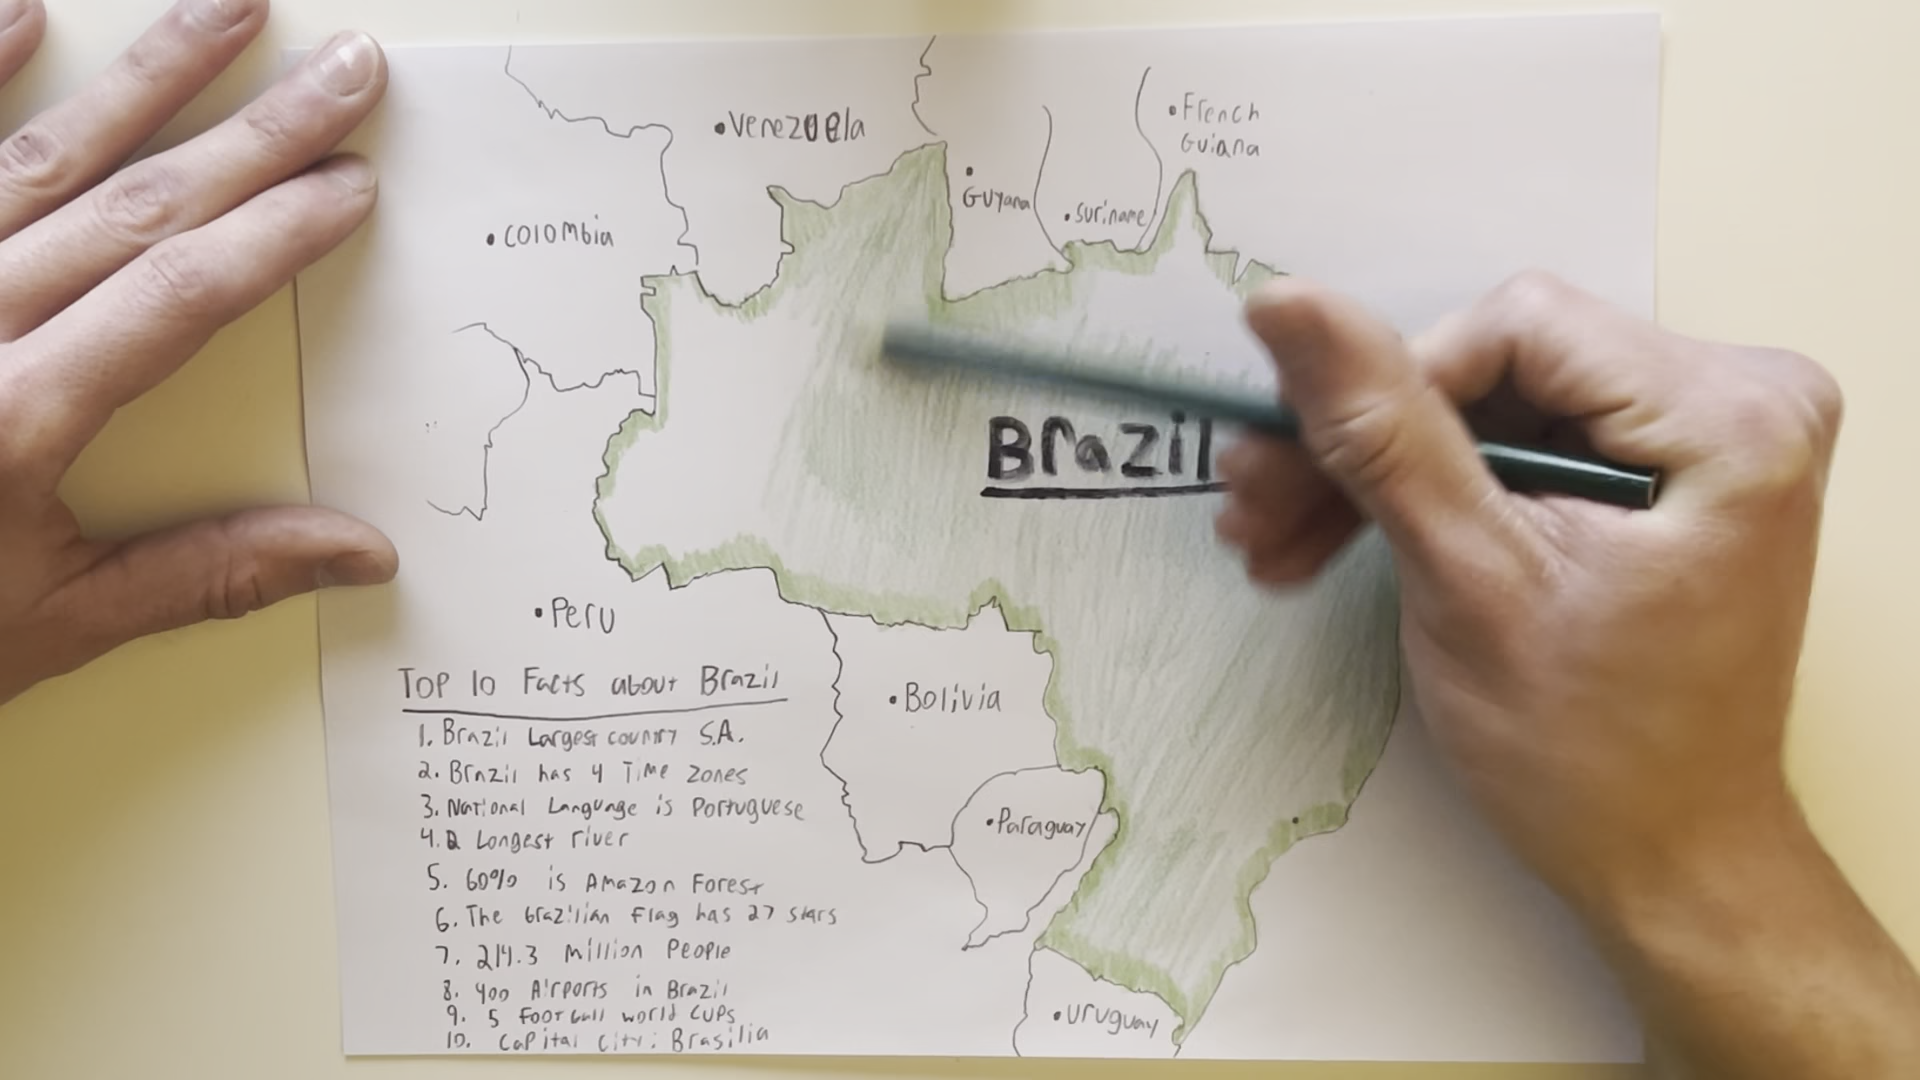 •Venezuela
•French
Guiana
•Guyana
•Suriname
•Colombia
Brazil
•Peru
Top 10 Facts about Brazil
1. Brazil Largest country S.A.
2. Brazil has 4 Time Zones
3. National Language is Portuguese
4. 2 Longest river
5. 60% is Amazon Forest
6. The brazilian Flag has 27 stars
7. 214.3 Million People
8. 400 Airports in Brazil
9. 5 Football world cups
10. Capital City: Brasilia
•Bolivia
•Paraguay
•Uruguay